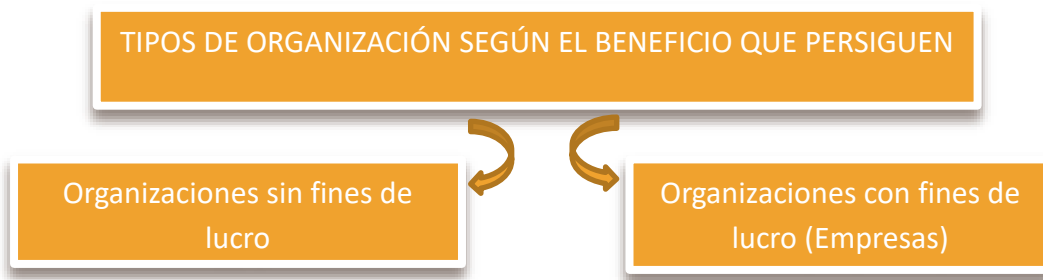 TIPOS DE ORGANIZACIÓN SEGÚN EL BENEFICIO QUE PERSIGUEN
Organizaciones sin fines de
lucro
Organizaciones con fines de
lucro (Empresas)